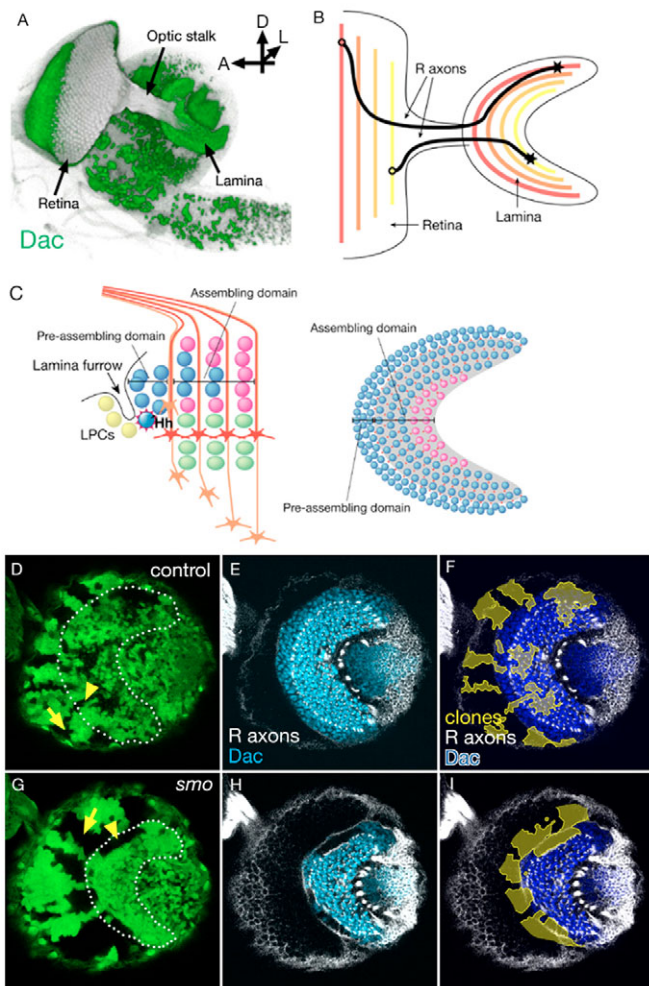 A
Optic stalk
D
L
A
Retina
Lamina
Dac
B
R axons
Lamina
Retina
C
Assembling domain
Pre-assembling domain
Lamina furrow
Hh
LPCs
Assembling domain
Pre-assembling domain
D
control
E
R axons
Dac
F
clones
R axons
Dac
G
smo
H
I